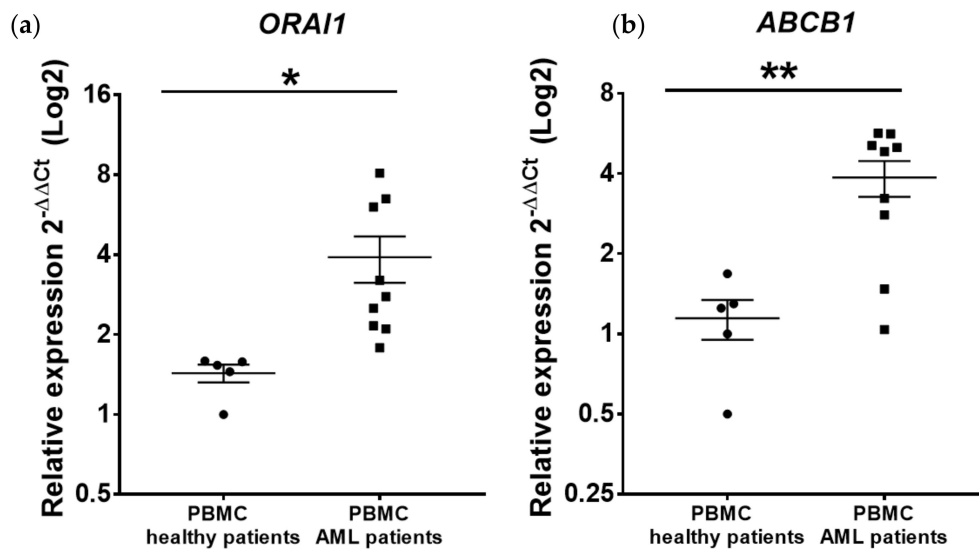 (a)
ORAI1
*
Relative expression 2^-ΔΔCt (Log2)
16
8
4
2
1
0.5
PBMC
healthy patients
PBMC
AML patients
(b)
ABCB1
**
Relative expression 2^-ΔΔCt (Log2)
8
4
2
1
0.5
0.25
PBMC
healthy patients
PBMC
AML patients